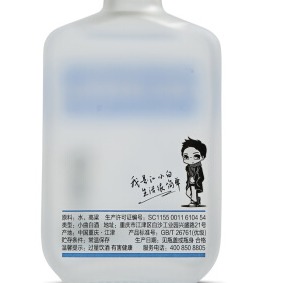 我是江小白
生活很简单
原料：水、高粱 生产许可证编号：SC1155 0011 6104 54
类型：小曲白酒 地址：重庆市江津区白沙工业园兴盛路21号
产地：中国重庆·江津 产品标准号：GB/T 26761(优级)
贮存条件：常温保存 生产日期：见瓶盖或瓶身 合格
温馨提示：过量饮酒 有害健康 服务电话：400 850 8805